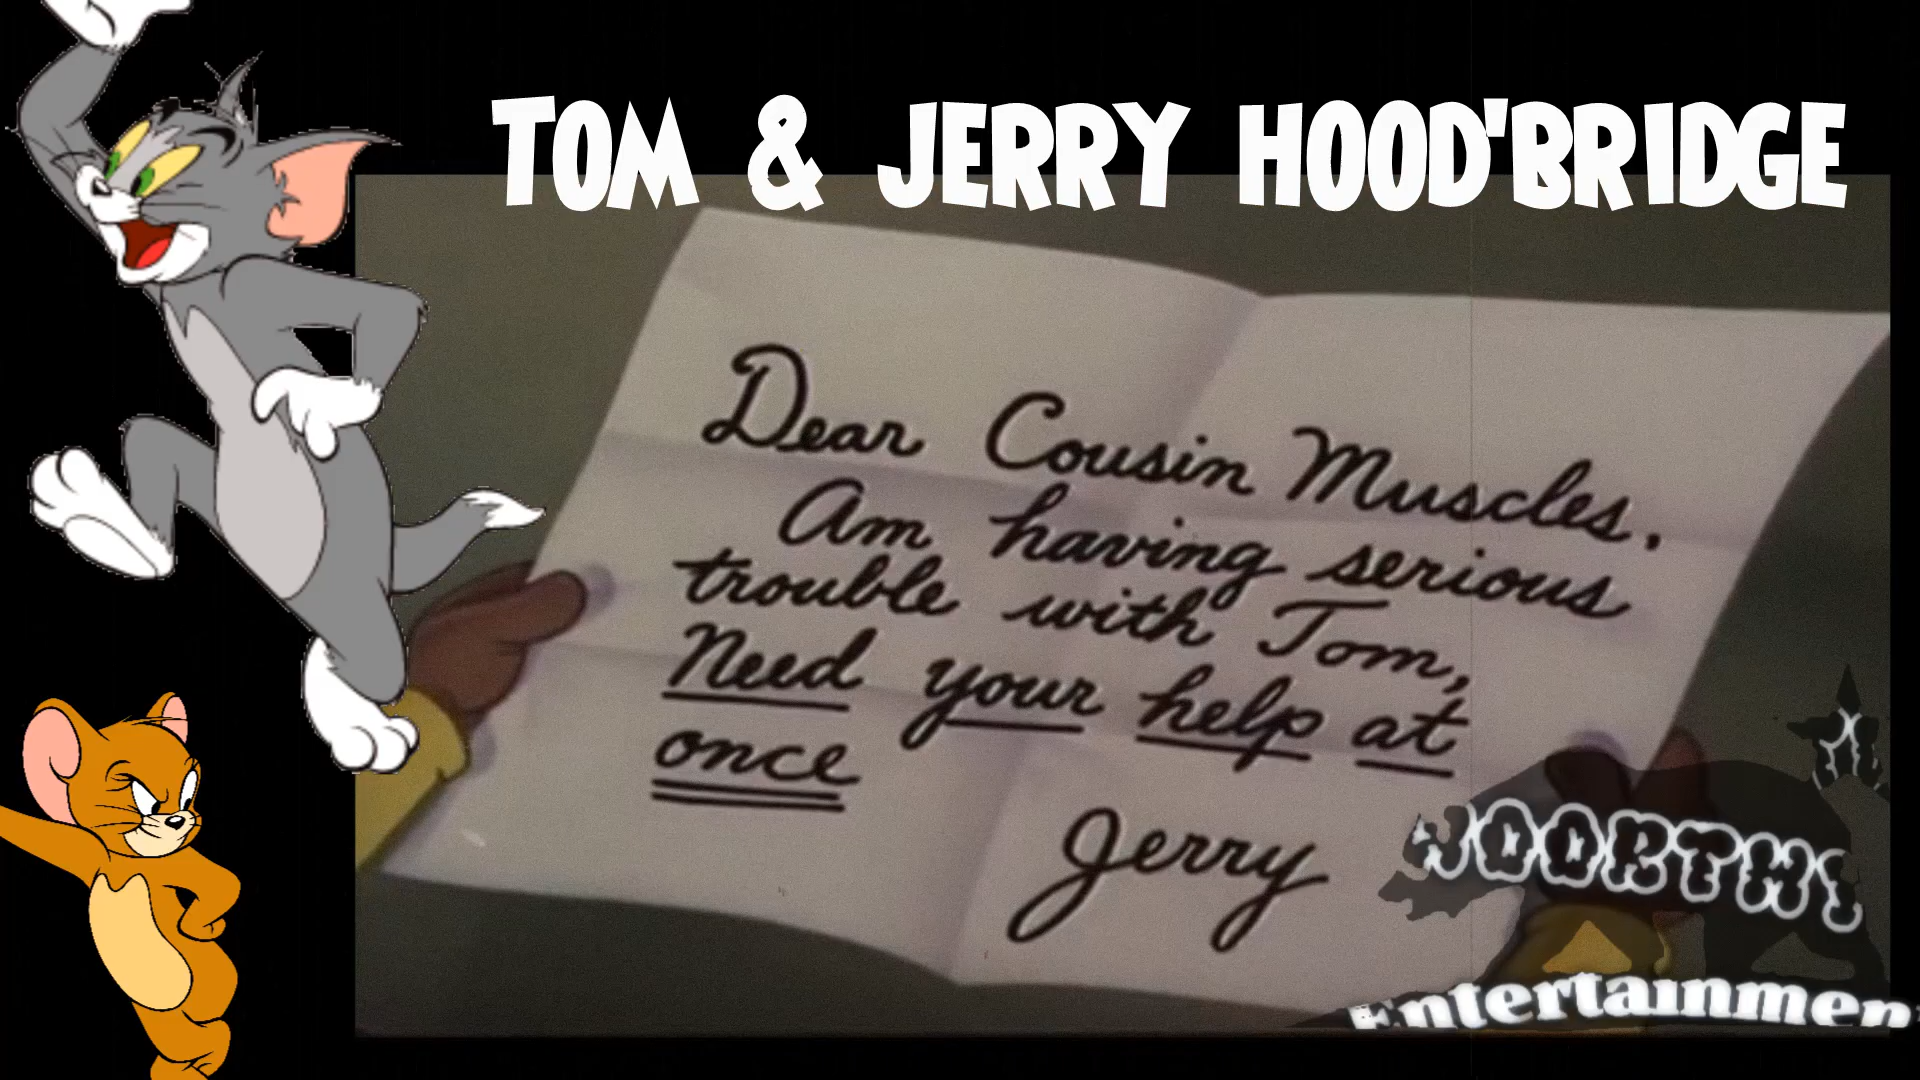 TOM & JERRY HOOD'BRIDGE
Dear Cousin Muscles.
Am having serious
trouble with Tom,
Need your help at
once
Jerry
Entertainment